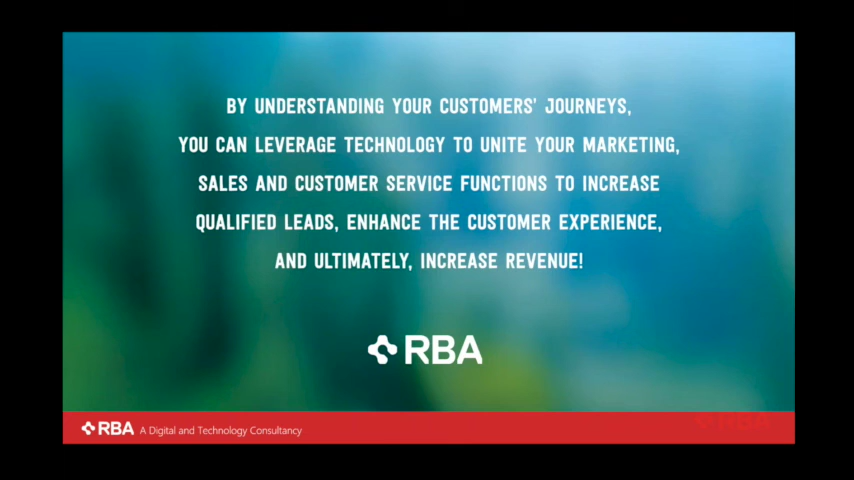 BY UNDERSTANDING YOUR CUSTOMERS' JOURNEYS,
YOU CAN LEVERAGE TECHNOLOGY TO UNITE YOUR MARKETING,
SALES AND CUSTOMER SERVICE FUNCTIONS TO INCREASE
QUALIFIED LEADS, ENHANCE THE CUSTOMER EXPERIENCE,
AND ULTIMATELY, INCREASE REVENUE!
RBA
RBA A Digital and Technology Consultancy
RBA